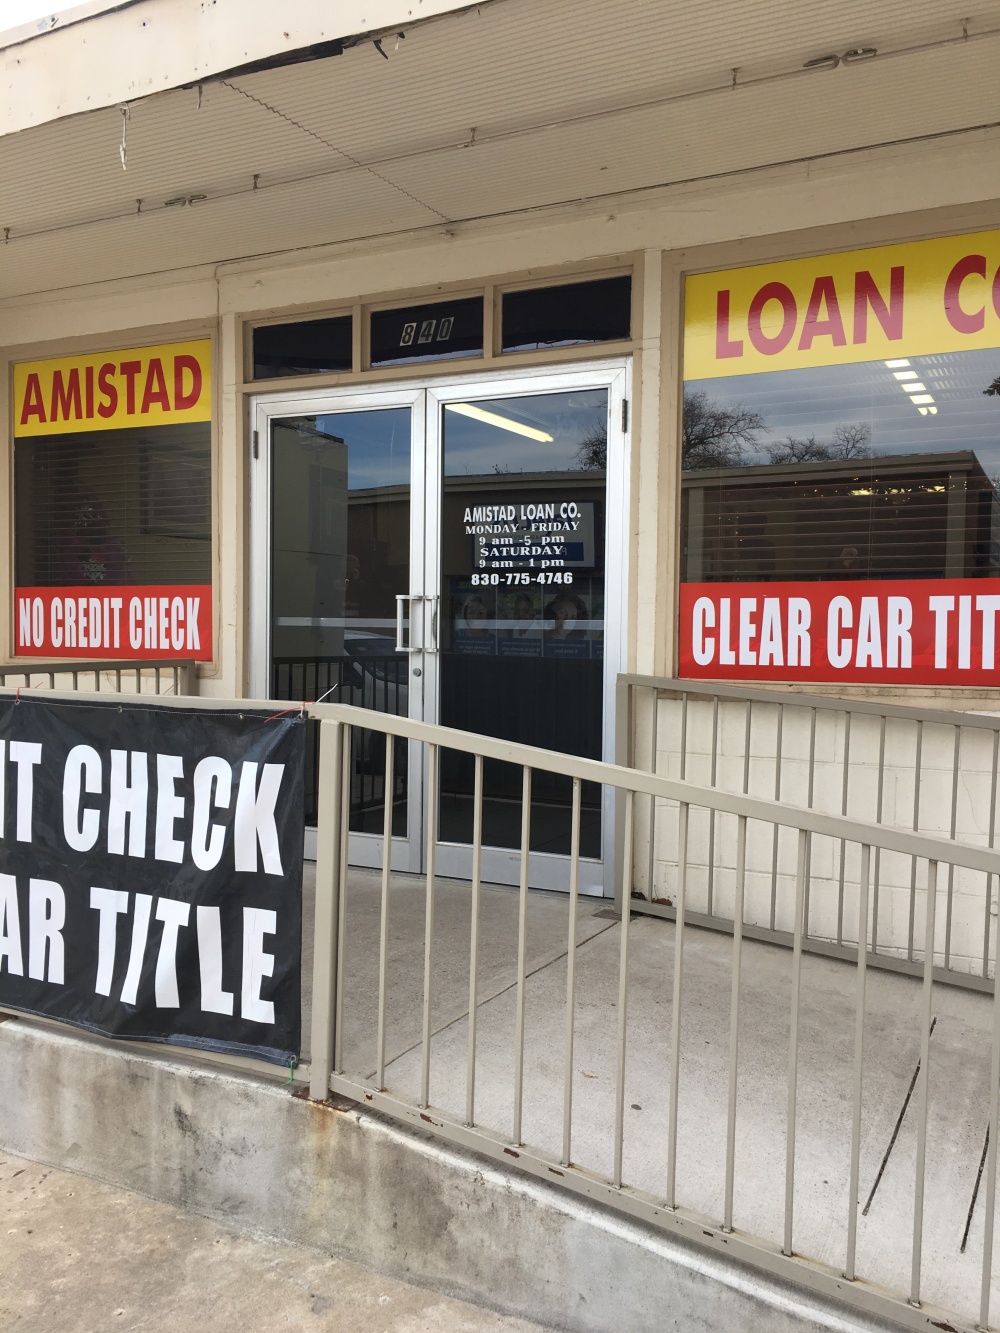 840
AMISTAD
LOAN CO
AMISTAD LOAN CO.
MONDAY - FRIDAY
9 am - 5 pm
SATURDAY
9 am - 1 pm
830-775-4746
NO CREDIT CHECK
CLEAR CAR TIT
IT CHECK
AR TITLE